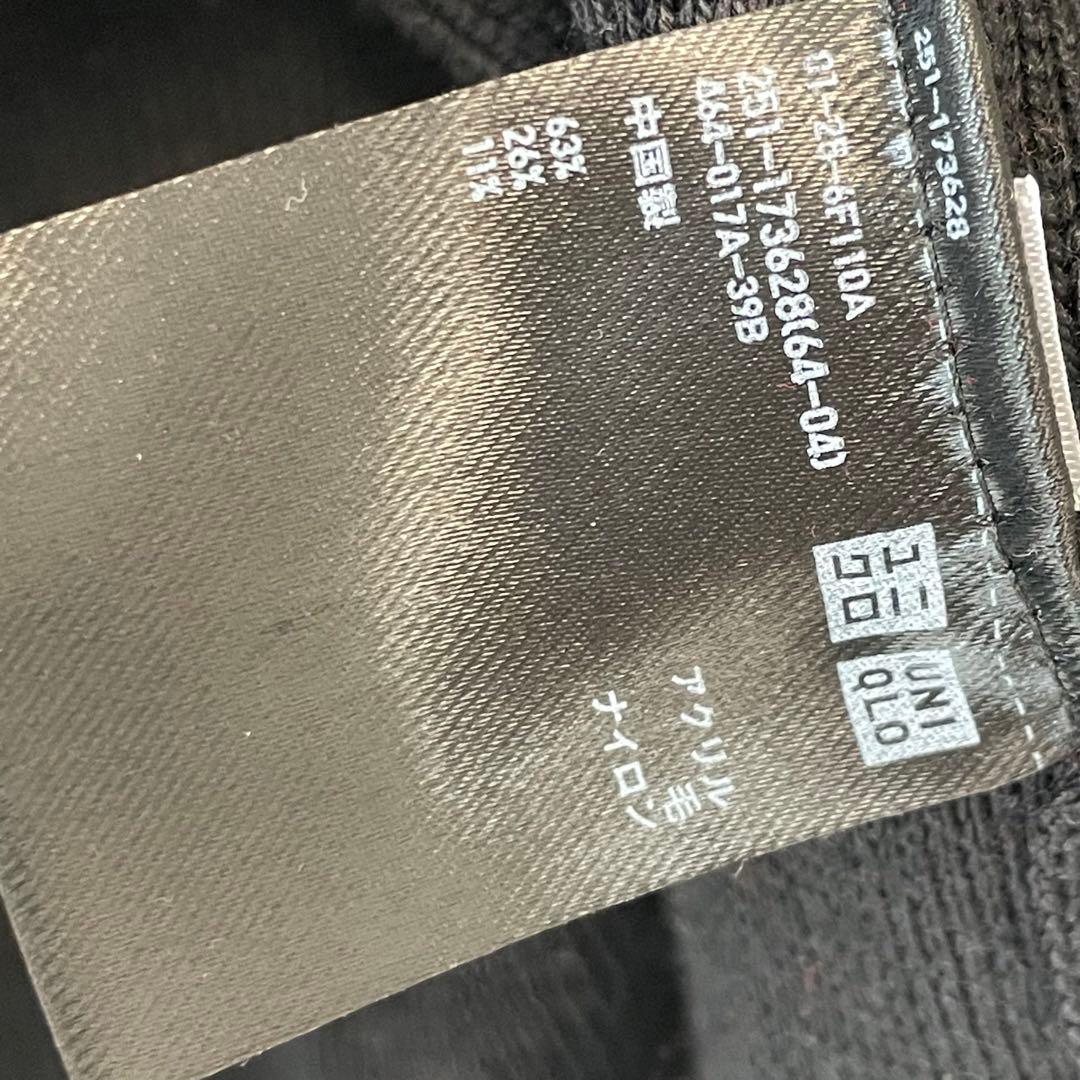 251-173628
01-28-6F110A
251-173628(64-04)
A64-017A-39B
中国製
ユニ
クロ
UNI
QLO
63% アクリル
26% 毛
11% ナイロン